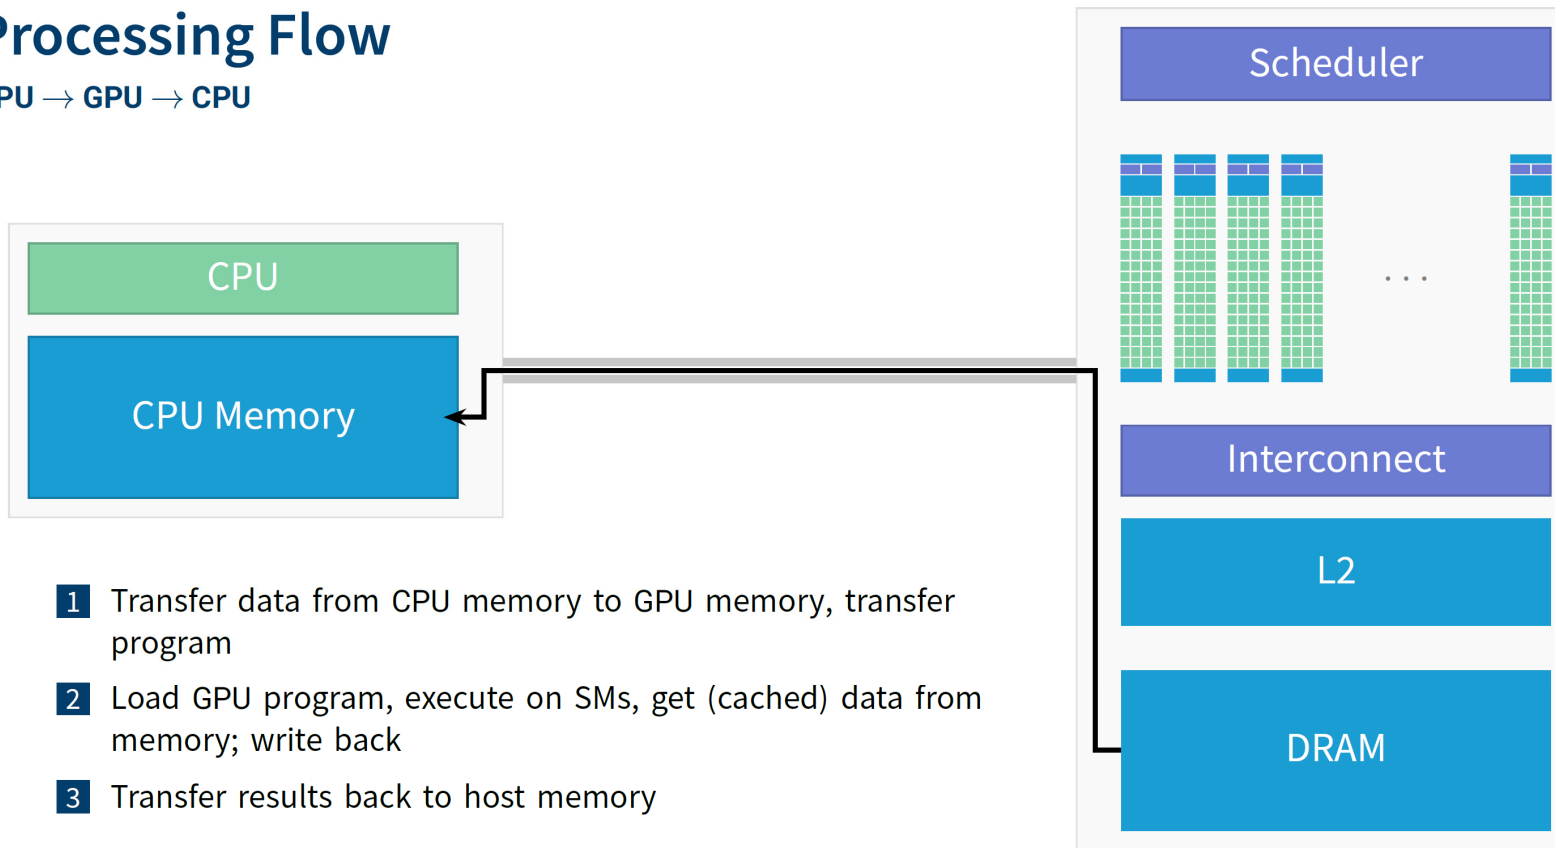 Processing Flow
PU → GPU → CPU
Scheduler
CPU
. . .
CPU Memory
Interconnect
L2
1 Transfer data from CPU memory to GPU memory, transfer
program
2 Load GPU program, execute on SMs, get (cached) data from
memory; write back
DRAM
3 Transfer results back to host memory